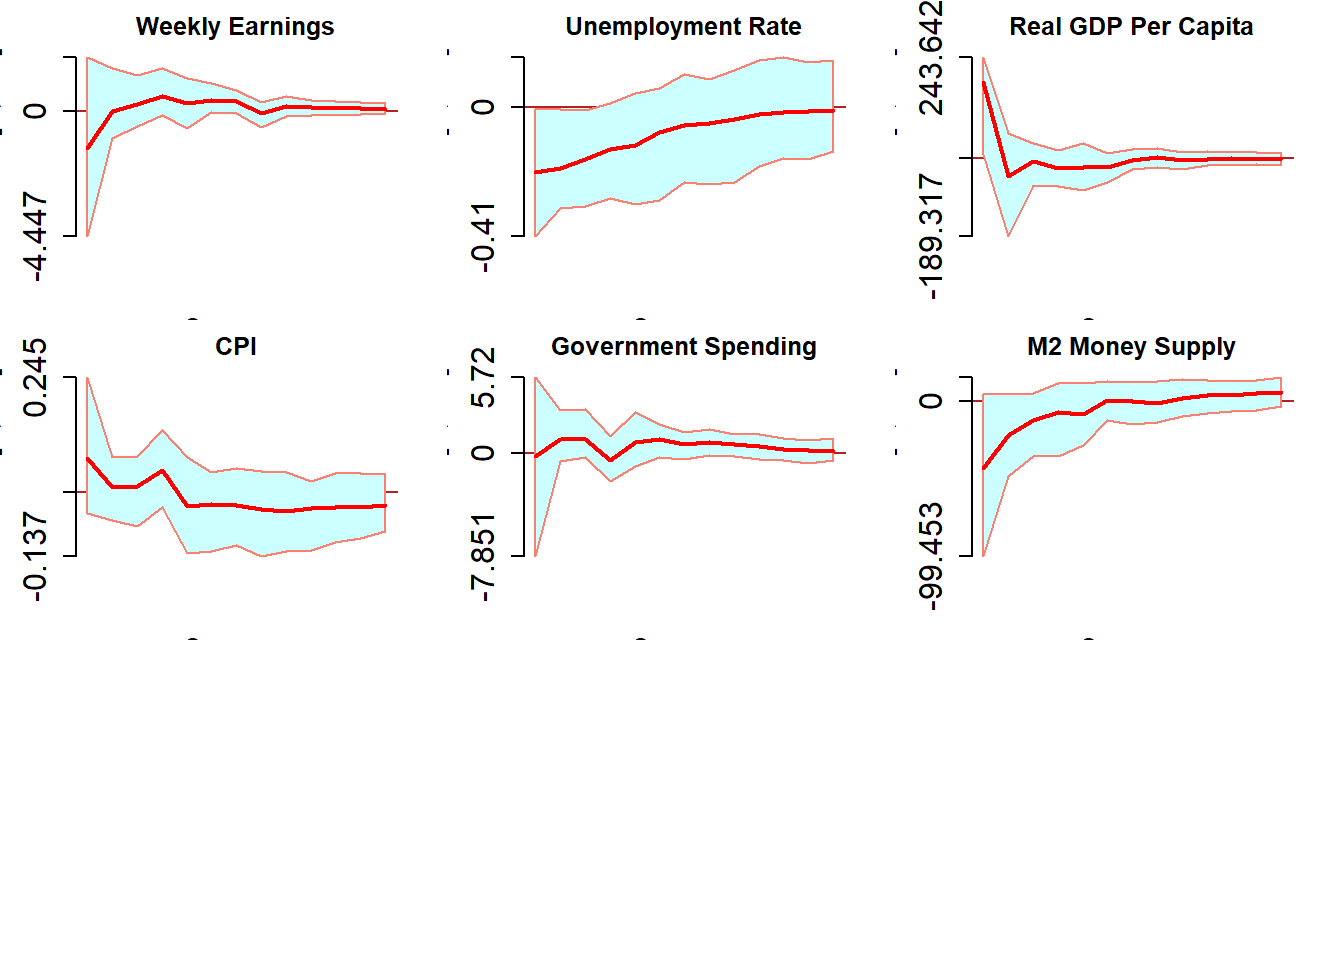 Weekly Earnings
0
-4.447
Unemployment Rate
0
-0.41
Real GDP Per Capita
243.642
-189.317
CPI
0.245
-0.137
Government Spending
5.72
0
-7.851
M2 Money Supply
0
-99.453